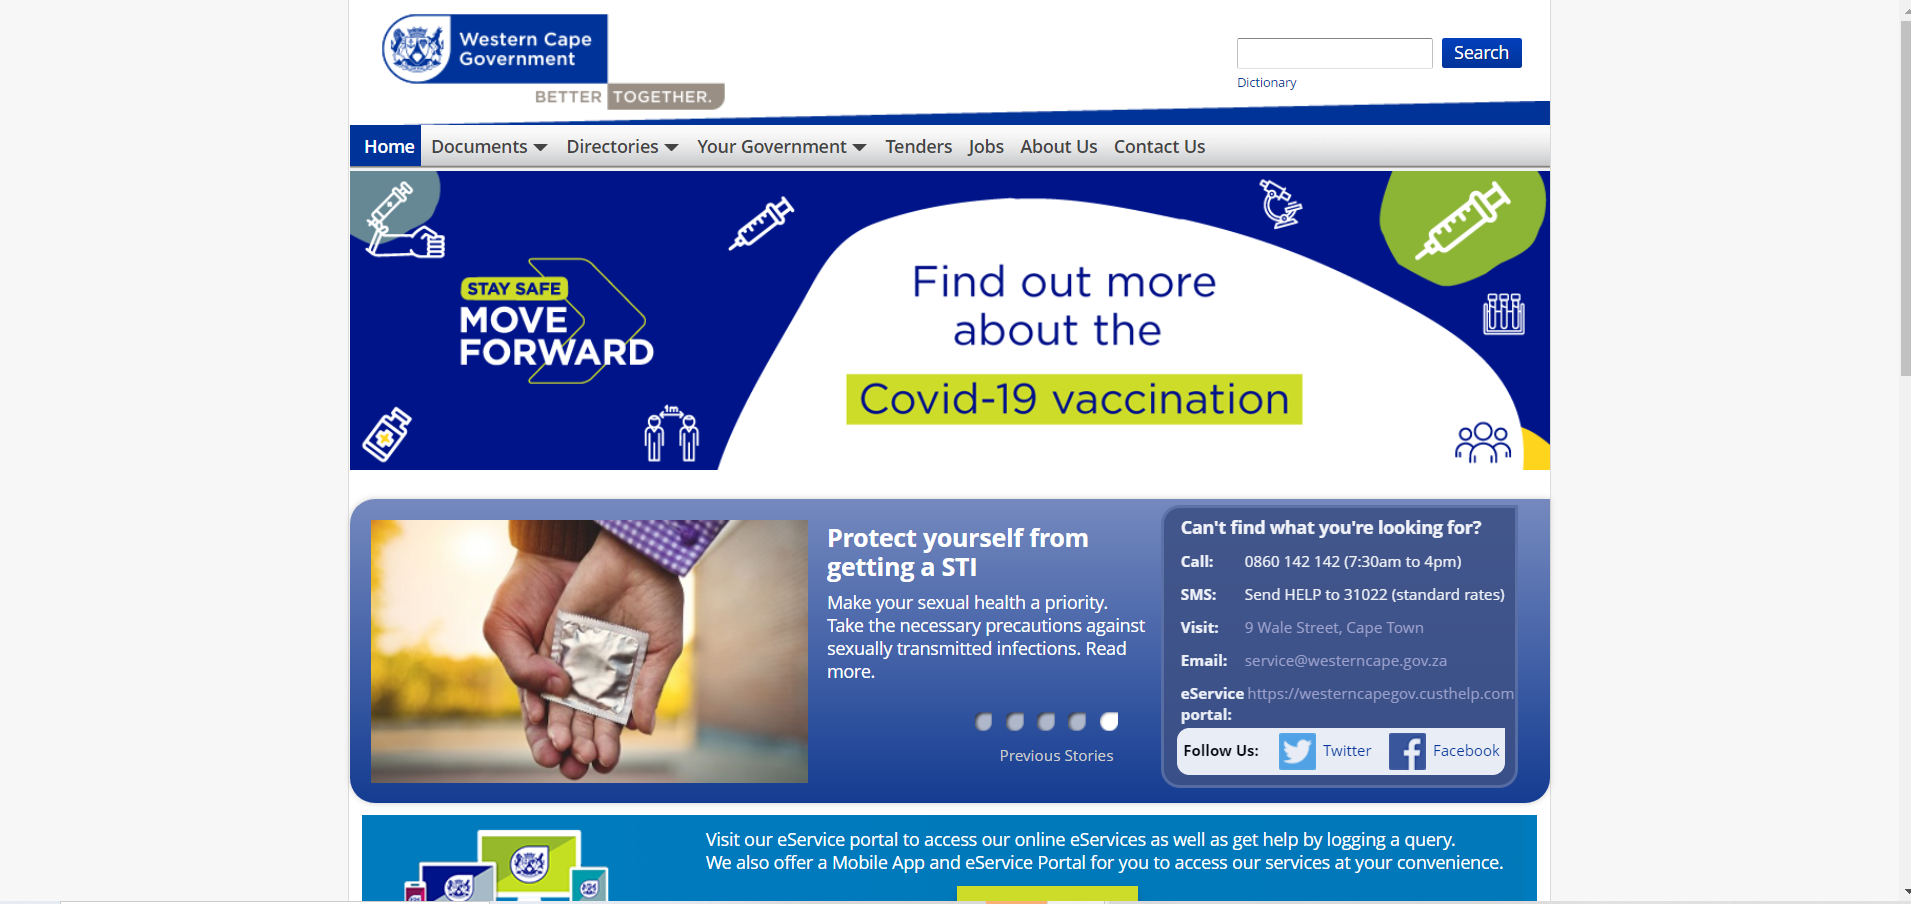 Western Cape
Government
BETTER TOGETHER.
Search
Dictionary
Home Documents Directories Your Government Tenders Jobs About Us Contact Us
STAY SAFE
MOVE
FORWARD
1m
Find out more
about the
Covid-19 vaccination
Protect yourself from
getting a STI
Make your sexual health a priority.
Take the necessary precautions against
sexually transmitted infections. Read
more.
Previous Stories
Can't find what you're looking for?
Call: 0860 142 142 (7:30am to 4pm)
SMS: Send HELP to 31022 (standard rates)
Visit: 9 Wale Street, Cape Town
Email: service@westerncape.gov.za
eService https://westerncapegov.custhelp.com
portal:
Follow Us: Twitter Facebook
Visit our eService portal to access our online eServices as well as get help by logging a query.
We also offer a Mobile App and eService Portal for you to access our services at your convenience.